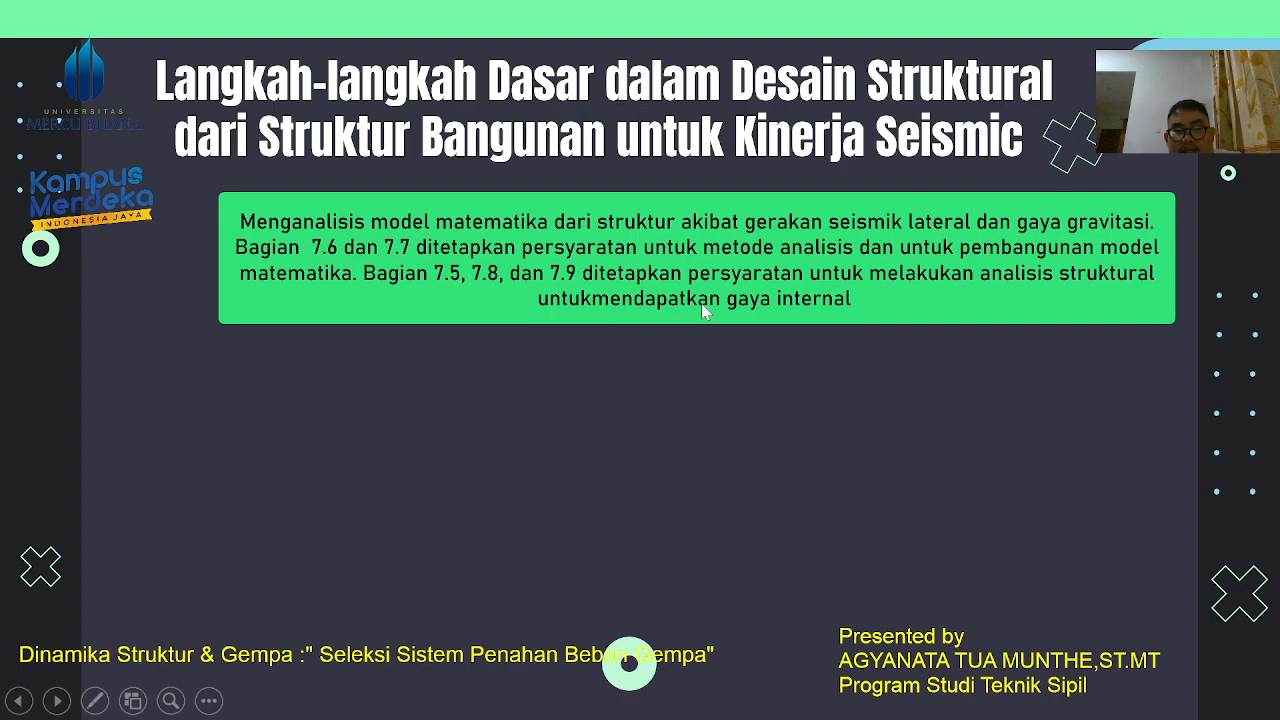 Langkah-langkah Dasar dalam Desain Struktural
dari Struktur Bangunan untuk Kinerja Seismic
UNIVERSITAS
MERCU BUANA
Kampus
Merdeka
INDONESIA JAYA
Menganalisis model matematika dari struktur akibat gerakan seismik lateral dan gaya gravitasi.
Bagian 7.6 dan 7.7 ditetapkan persyaratan untuk metode analisis dan untuk pembangunan model
matematika. Bagian 7.5, 7.8, dan 7.9 ditetapkan persyaratan untuk melakukan analisis struktural
untukmendapatkan gaya internal
Dinamika Struktur & Gempa :" Seleksi Sistem Penahan Beban Gempa"
Presented by
AGYANATA TUA MUNTHE,ST.MT
Program Studi Teknik Sipil